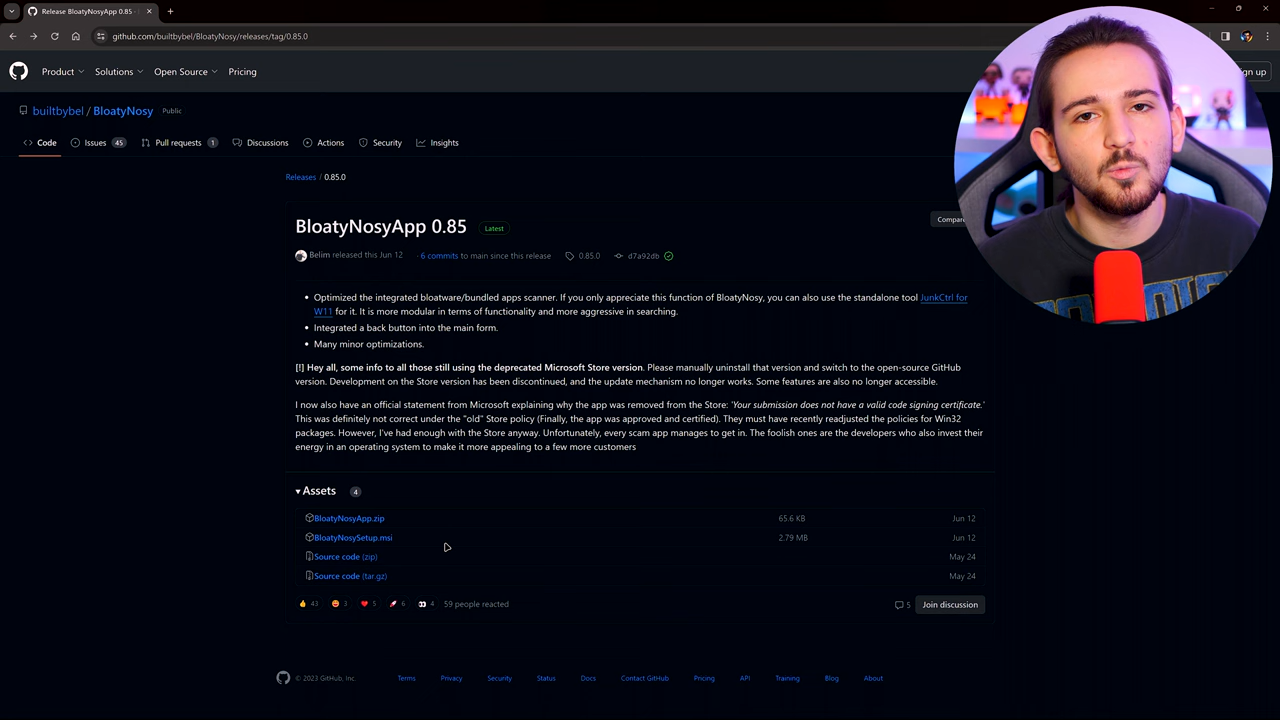 Release BloatyNosyApp 0.85 ·
github.com/builtbybel/BloatyNosy/releases/tag/0.85.0
Product Solutions Open Source Pricing
Sign up
builtbybel / BloatyNosy Public
Code Issues 45 Pull requests 1 Discussions Actions Security Insights
Releases / 0.85.0
BloatyNosyApp 0.85 Latest
Compare
Belim released this Jun 12 · 6 commits to main since this release 0.85.0 d7a92db
• Optimized the integrated bloatware/bundled apps scanner. If you only appreciate this function of BloatyNosy, you can also use the standalone tool JunkCtrl for
W11 for it. It is more modular in terms of functionality and more aggressive in searching.
• Integrated a back button into the main form.
• Many minor optimizations.
[!] Hey all, some info to all those still using the deprecated Microsoft Store version. Please manually uninstall that version and switch to the open-source GitHub
version. Development on the Store version has been discontinued, and the update mechanism no longer works. Some features are also no longer accessible.
I now also have an official statement from Microsoft explaining why the app was removed from the Store: 'Your submission does not have a valid code signing certificate.'
This was definitely not correct under the "old" Store policy (Finally, the app was approved and certified). They must have recently readjusted the policies for Win32
packages. However, I've had enough with the Store anyway. Unfortunately, every scam app manages to get in. The foolish ones are the developers who also invest their
energy in an operating system to make it more appealing to a few more customers
Assets 4
BloatyNosyApp.zip 65.6 KB Jun 12
BloatyNosySetup.msi 2.79 MB Jun 12
Source code (zip) May 24
Source code (tar.gz) May 24
43 3 5 6 4 59 people reacted 5 Join discussion
© 2023 GitHub, Inc. Terms Privacy Security Status Docs Contact GitHub Pricing API Training Blog About